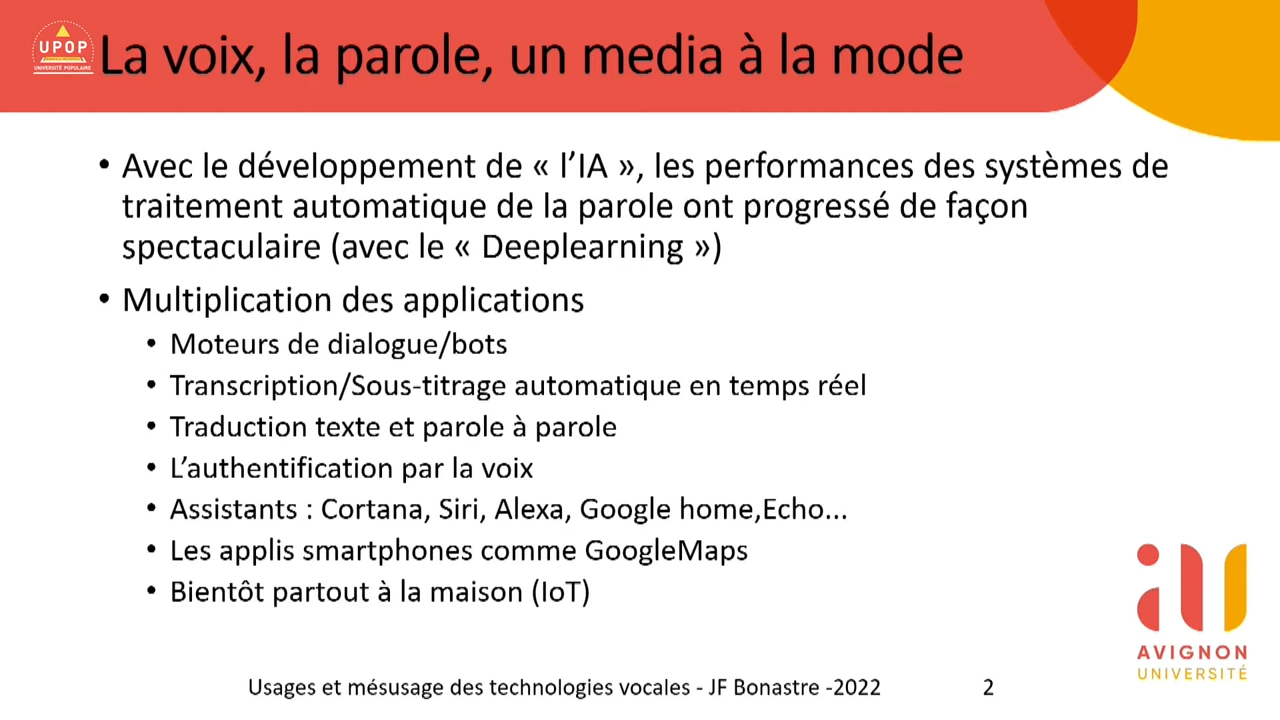 UPOP
UNIVERSITÉ POPULAIRE
La voix, la parole, un media à la mode
• Avec le développement de « l’IA », les performances des systèmes de
traitement automatique de la parole ont progressé de façon
spectaculaire (avec le « Deeplearning »)
• Multiplication des applications
• Moteurs de dialogue/bots
• Transcription/Sous-titrage automatique en temps réel
• Traduction texte et parole à parole
• L’authentification par la voix
• Assistants : Cortana, Siri, Alexa, Google home,Echo...
• Les applis smartphones comme GoogleMaps
• Bientôt partout à la maison (IoT)
au
AVIGNON
UNIVERSITÉ
Usages et mésusage des technologies vocales - JF Bonastre -2022
2